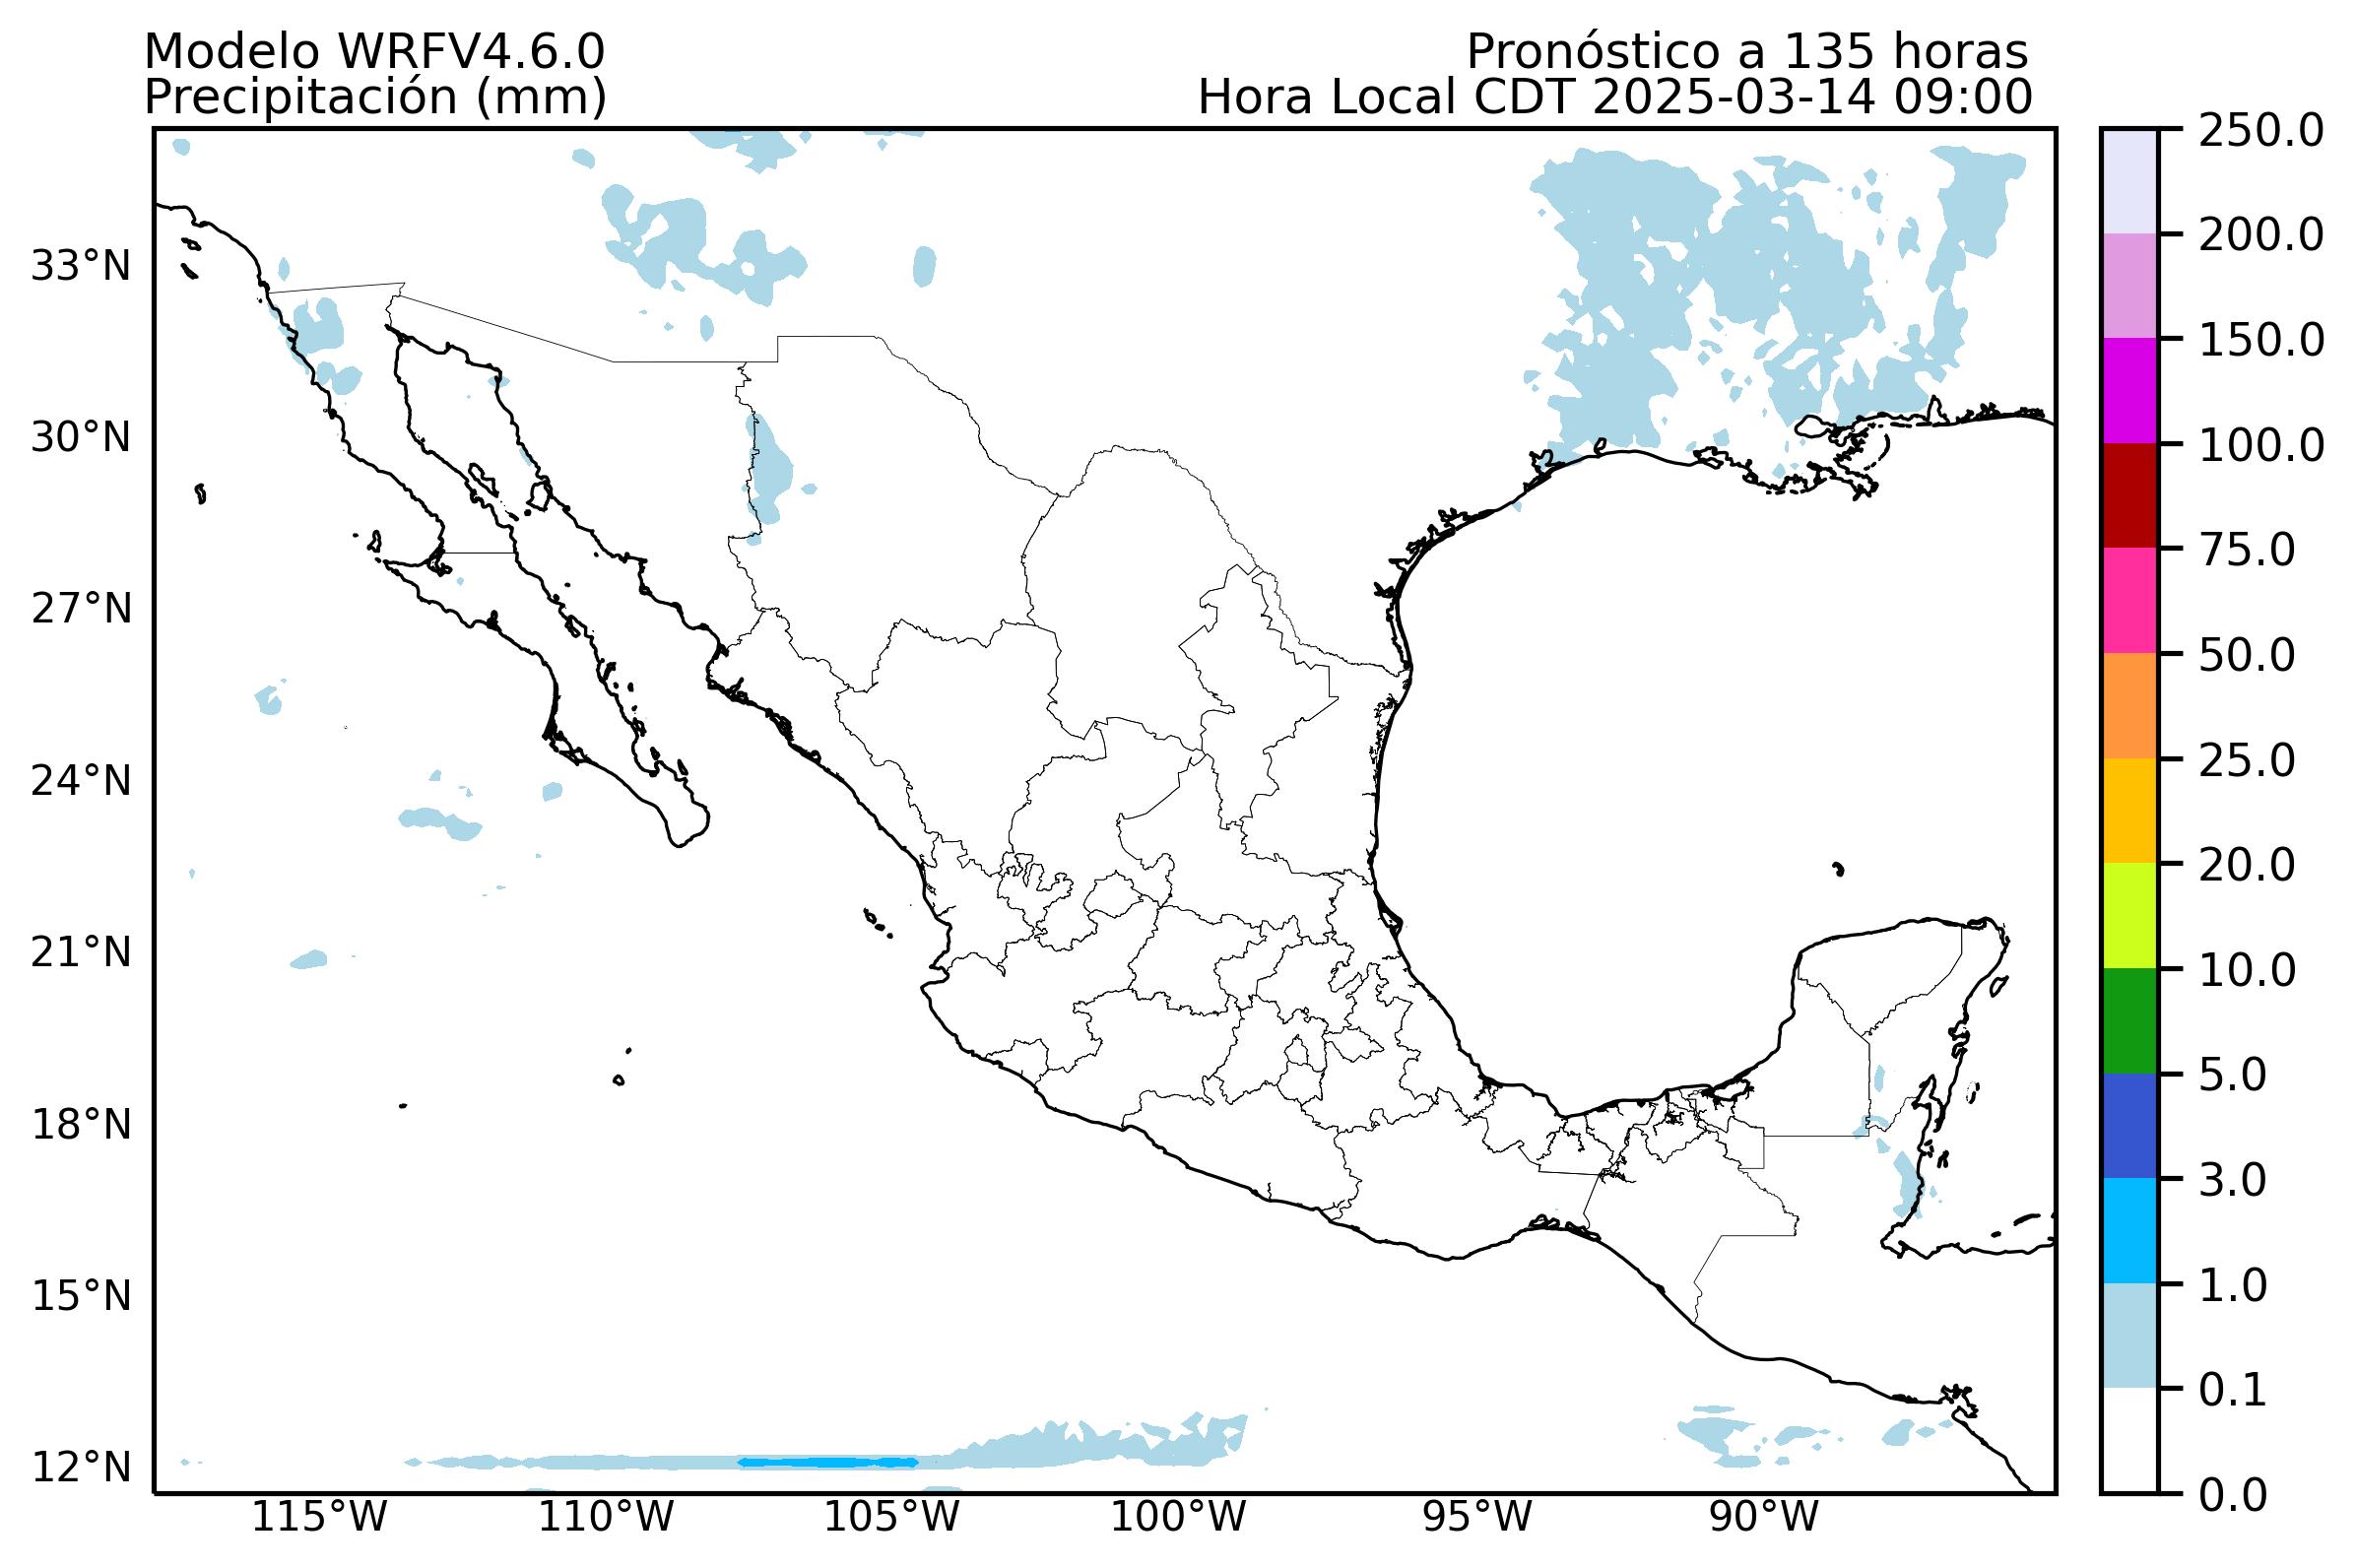 Modelo WRFV4.6.0
Pronóstico a 135 horas
Precipitación (mm)
Hora Local CDT 2025-03-14 09:00
33°N
30°N
27°N
24°N
21°N
18°N
15°N
12°N
115°W
110°W
105°W
100°W
95°W
90°W
250.0
200.0
150.0
100.0
75.0
50.0
25.0
20.0
10.0
5.0
3.0
1.0
0.1
0.0